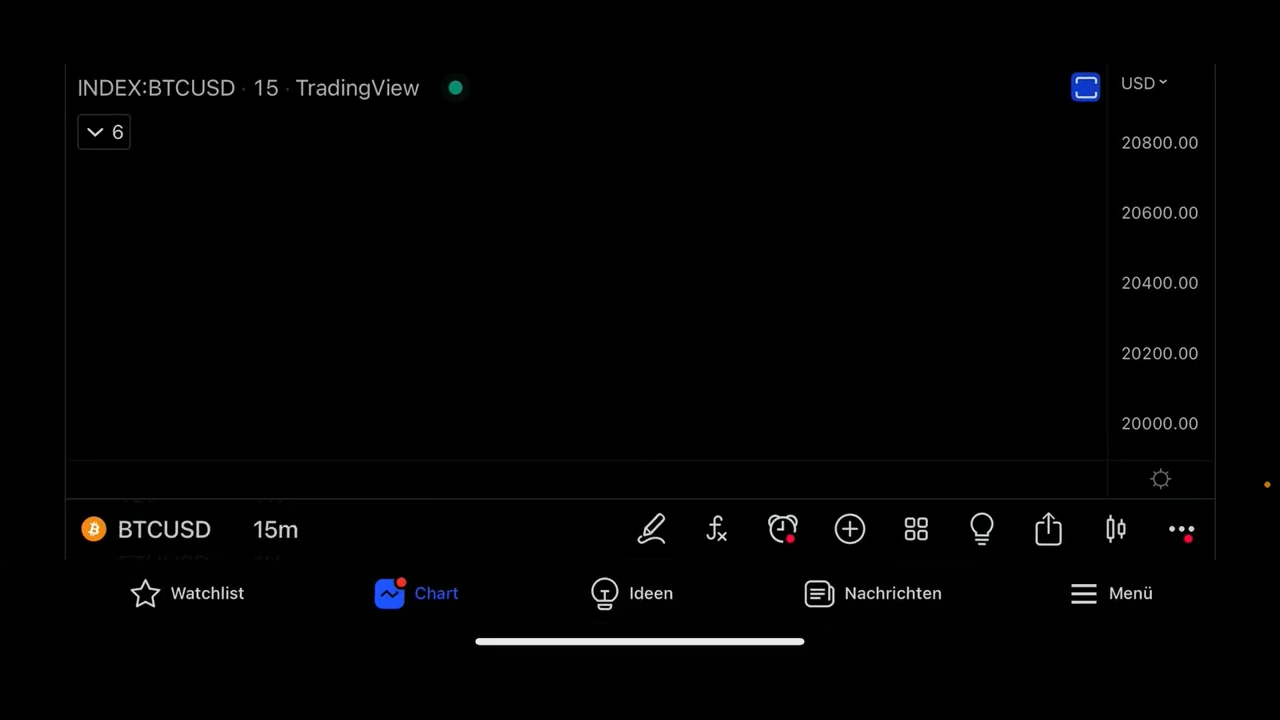 INDEX:BTCUSD · 15 · TradingView
USD
6
20800.00
20600.00
20400.00
20200.00
20000.00
BTCUSD 15m
Watchlist Chart Ideen Nachrichten Menü